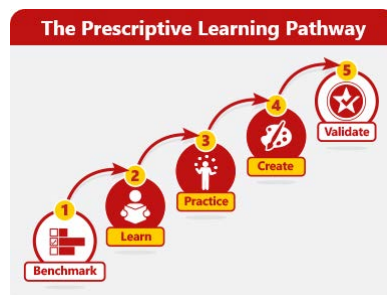 The Prescriptive Learning Pathway
1
Benchmark
2
Learn
3
Practice
4
Create
5
Validate